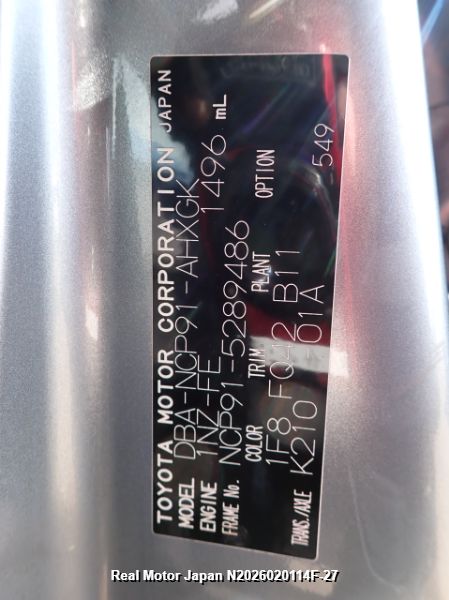 TOYOTA MOTOR CORPORATION JAPAN
MODEL DBA-NCP91-AHXGK
ENGINE 1NZ-FE 1496 mL
FRAME No. NCP91-5289486
COLOR TRIM PLANT OPTION
1F8 FQ42 B11
TRANS./AXLE K210 01A 549
Real Motor Japan N2026020114F-27